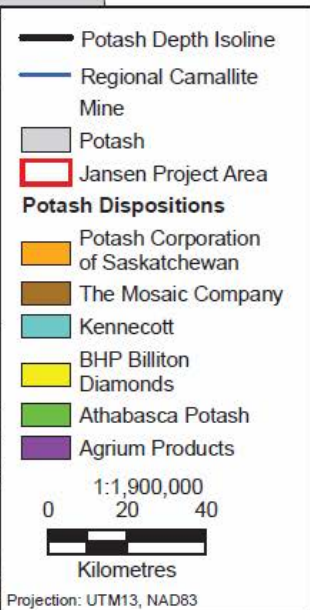 Potash Depth Isoline
Regional Carnallite
Mine
Potash
Jansen Project Area
Potash Dispositions
Potash Corporation
of Saskatchewan
The Mosaic Company
Kennecott
BHP Billiton
Diamonds
Athabasca Potash
Agrium Products
1:1,900,000
0 20 40
Kilometres
Projection: UTM13, NAD83